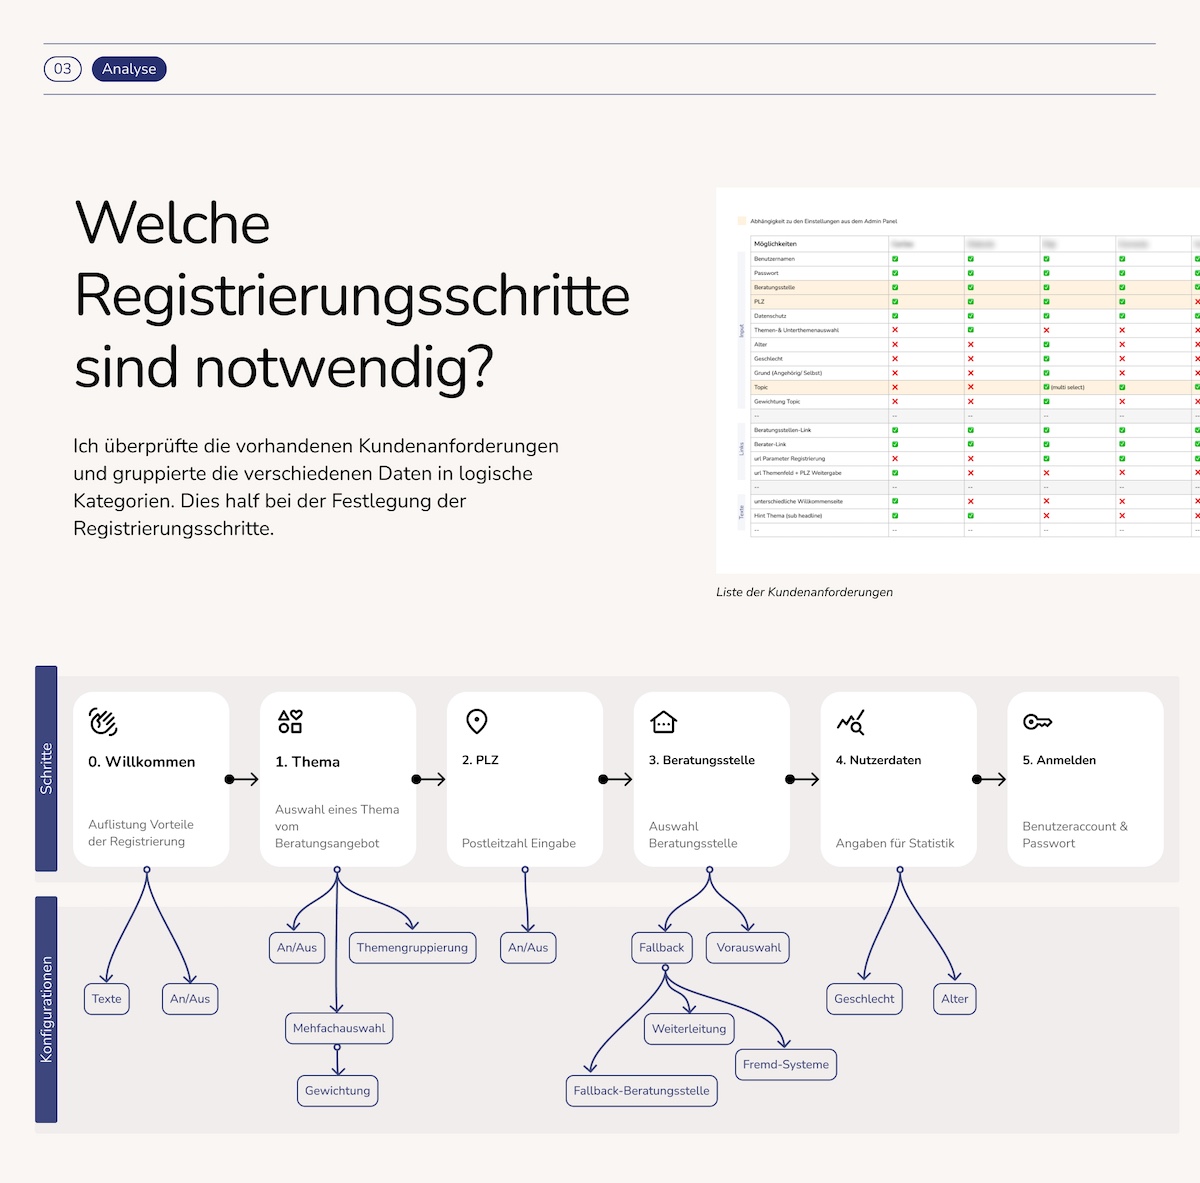 03 Analyse
Welche
Registrierungsschritte
sind notwendig?
Ich überprüfte die vorhandenen Kundenanforderungen
und gruppierte die verschiedenen Daten in logische
Kategorien. Dies half bei der Festlegung der
Registrierungsschritte.
Abhängigkeit zu den Einstellungen aus dem Admin Panel
Möglichkeiten
Input
Benutzernamen
Passwort
Beratungsstelle
PLZ
Datenschutz
Themen-& Unterthemenauswahl
Alter
Geschlecht
Grund (Angehörig/ Selbst)
Topic (multi select)
Gewichtung Topic
-- -- -- -- -- --
Links
Beratungsstellen-Link
Berater-Link
url Parameter Registrierung
url Themenfeld + PLZ Weitergabe
-- -- -- -- -- --
Texte
unterschiedliche Willkommenseite
Hint Thema (sub headline)
-- -- -- -- -- --
Liste der Kundenanforderungen
Schritte
0. Willkommen
Auflistung Vorteile
der Registrierung
1. Thema
Auswahl eines Thema
vom
Beratungsangebot
2. PLZ
Postleitzahl Eingabe
3. Beratungsstelle
Auswahl
Beratungsstelle
4. Nutzerdaten
Angaben für Statistik
5. Anmelden
Benutzeraccount &
Passwort
Konfigurationen
Texte
An/Aus
An/Aus
Themengruppierung
Mehfachauswahl
Gewichtung
An/Aus
Fallback
Vorauswahl
Weiterleitung
Fremd-Systeme
Fallback-Beratungsstelle
Geschlecht
Alter